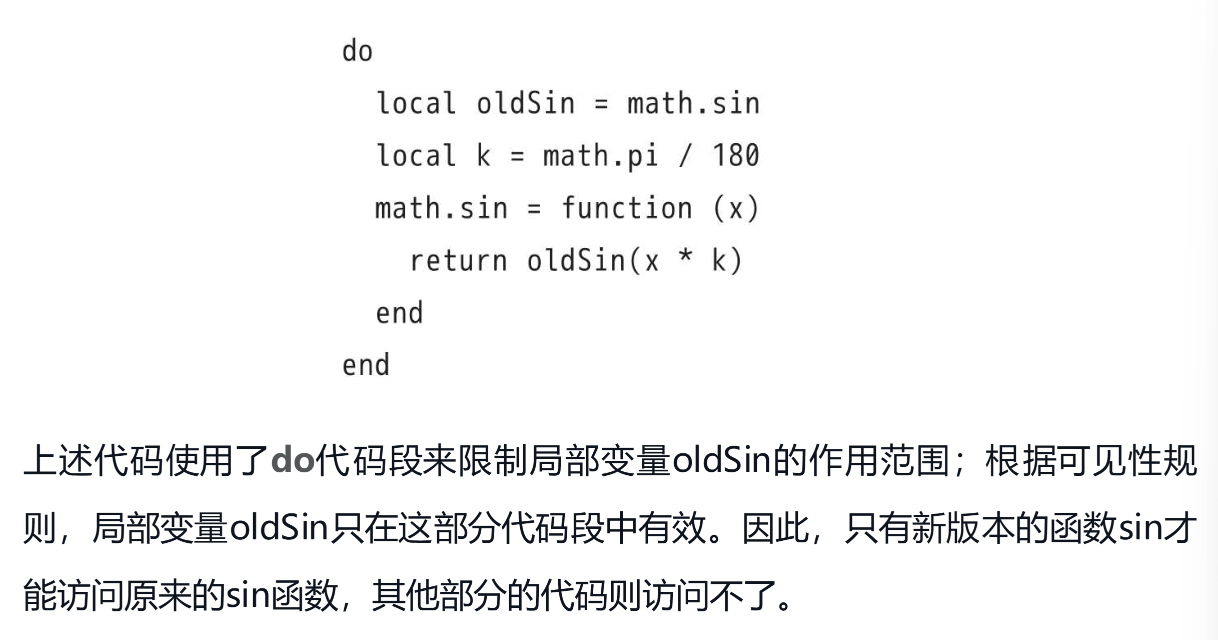 do
local oldSin = math.sin
local k = math.pi / 180
math.sin = function (x)
return oldSin(x * k)
end
end
上述代码使用了do代码段来限制局部变量oldSin的作用范围；根据可见性规
则，局部变量oldSin只在这部分代码段中有效。因此，只有新版本的函数sin才
能访问原来的sin函数，其他部分的代码则访问不了。